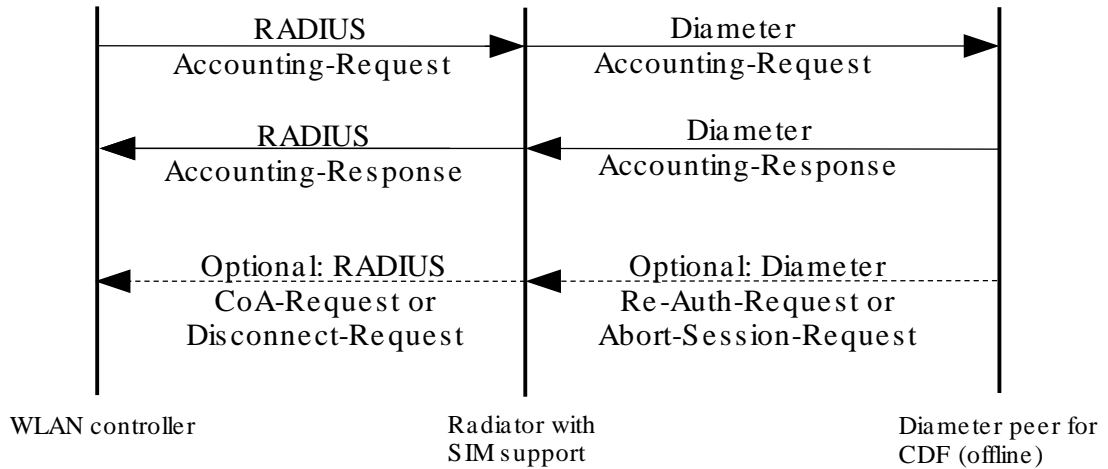 RADIUS
Accounting-Request
Diameter
Accounting-Request
RADIUS
Accounting-Response
Diameter
Accounting-Response
Optional: RADIUS
CoA-Request or
Disconnect-Request
Optional: Diameter
Re-Auth-Request or
Abort-Session-Request
WLAN controller
Radiator with
SIM support
Diameter peer for
CDF (offline)